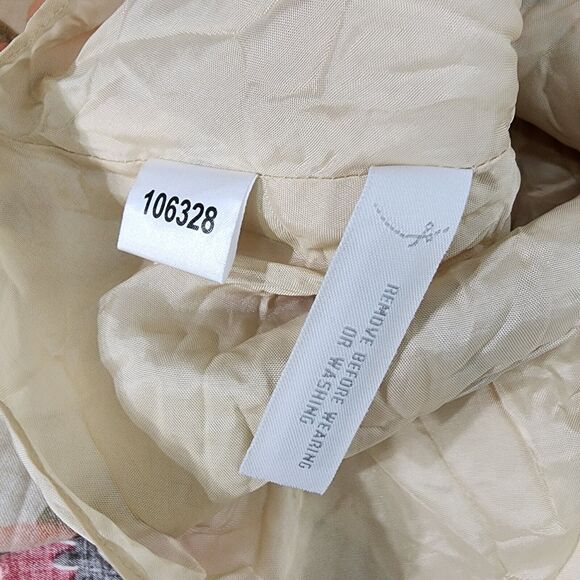 106328
REMOVE BEFORE WEARING
OR WASHING